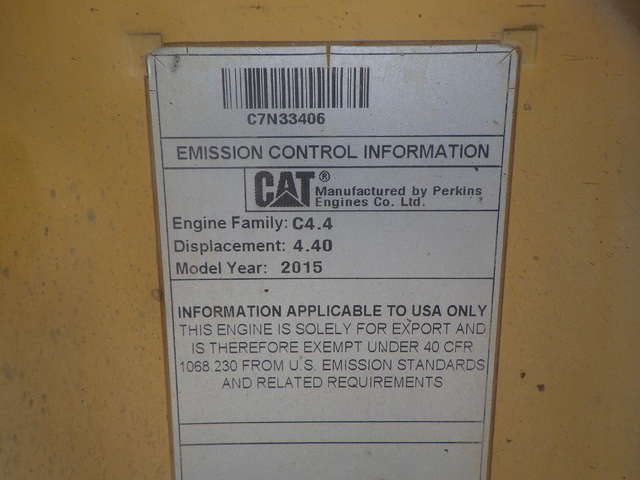 C7N33406
EMISSION CONTROL INFORMATION
CAT® Manufactured by Perkins
Engines Co. Ltd.
Engine Family: C4.4
Displacement: 4.40
Model Year: 2015
INFORMATION APPLICABLE TO USA ONLY
THIS ENGINE IS SOLELY FOR EXPORT AND
IS THEREFORE EXEMPT UNDER 40 CFR
1068.230 FROM U.S. EMISSION STANDARDS
AND RELATED REQUIREMENTS